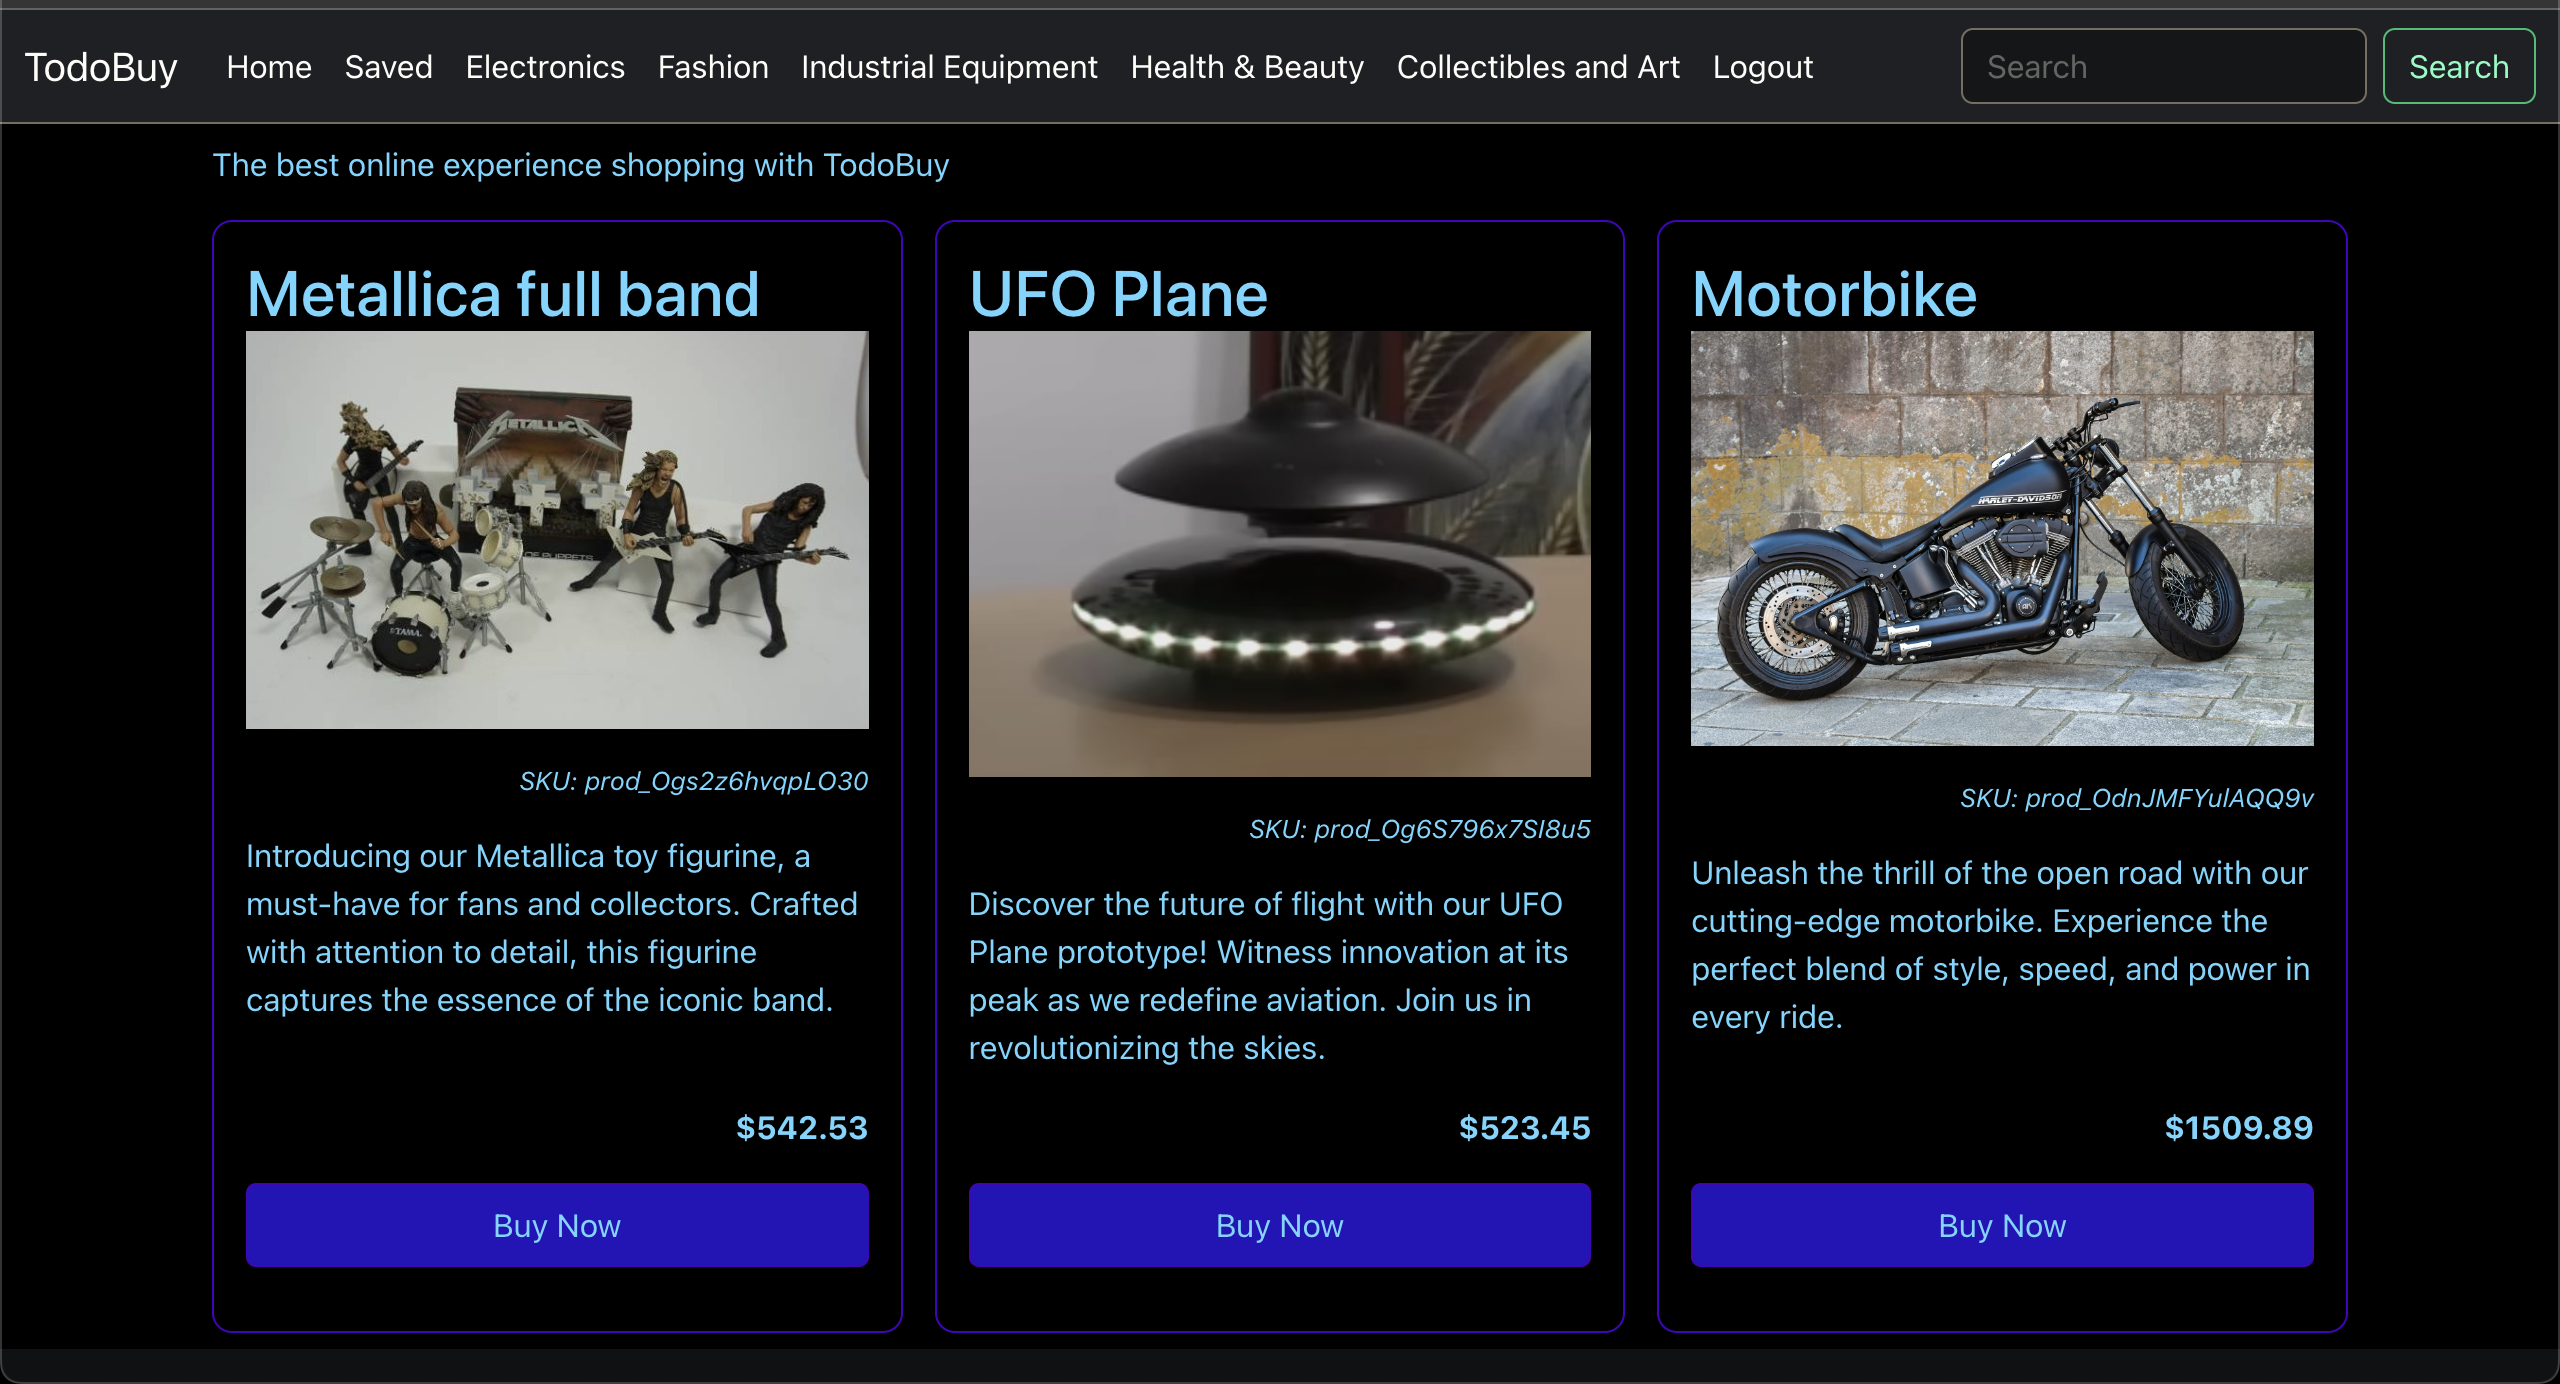 TodoBuy Home Saved Electronics Fashion Industrial Equipment Health & Beauty Collectibles and Art Logout Search Search
The best online experience shopping with TodoBuy
Metallica full band
METALLICA
OF PUPPETS
TAMA
SKU: prod_Ogs2z6hvqpLO30
Introducing our Metallica toy figurine, a
must-have for fans and collectors. Crafted
with attention to detail, this figurine
captures the essence of the iconic band.
$542.53
Buy Now
UFO Plane
SKU: prod_Og6S796x7SI8u5
Discover the future of flight with our UFO
Plane prototype! Witness innovation at its
peak as we redefine aviation. Join us in
revolutionizing the skies.
$523.45
Buy Now
Motorbike
HARLEY-DAVIDSON
SKU: prod_OdnJMFYulAQQ9v
Unleash the thrill of the open road with our
cutting-edge motorbike. Experience the
perfect blend of style, speed, and power in
every ride.
$1509.89
Buy Now